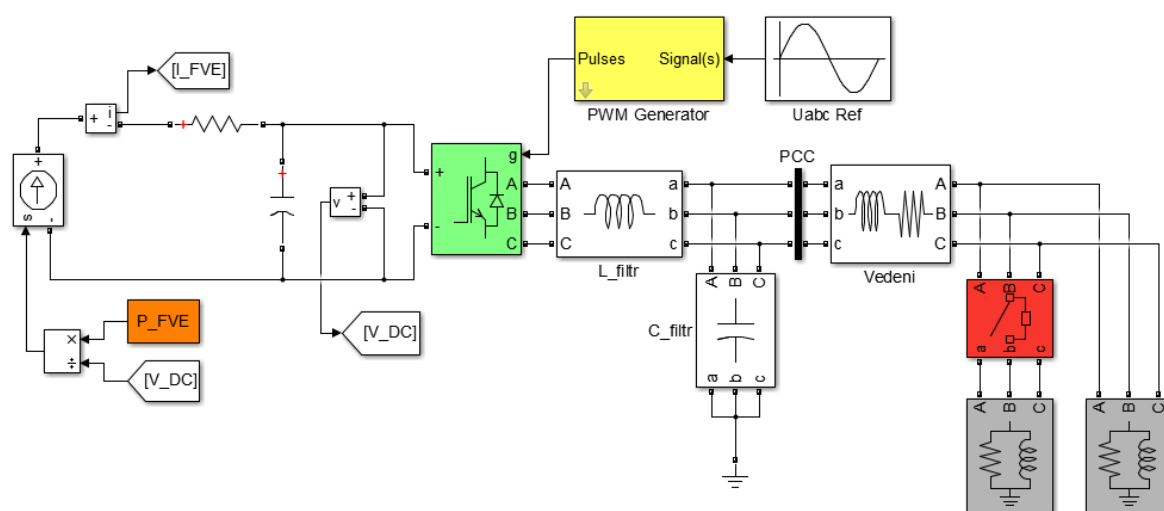 [I_FVE]
Pulses
Signal(s)
PWM Generator
Uabc Ref
+
i
-
+
+
-
s
+
v
+
-
+
-
g
A
B
C
A
B
C
a
b
c
L_filtr
PCC
a
b
c
A
B
C
Vedeni
A
B
C
C_filtr
a
b
c
A
B
C
a
b
c
P_FVE
×
÷
[V_DC]
[V_DC]
A
B
C
A
B
C